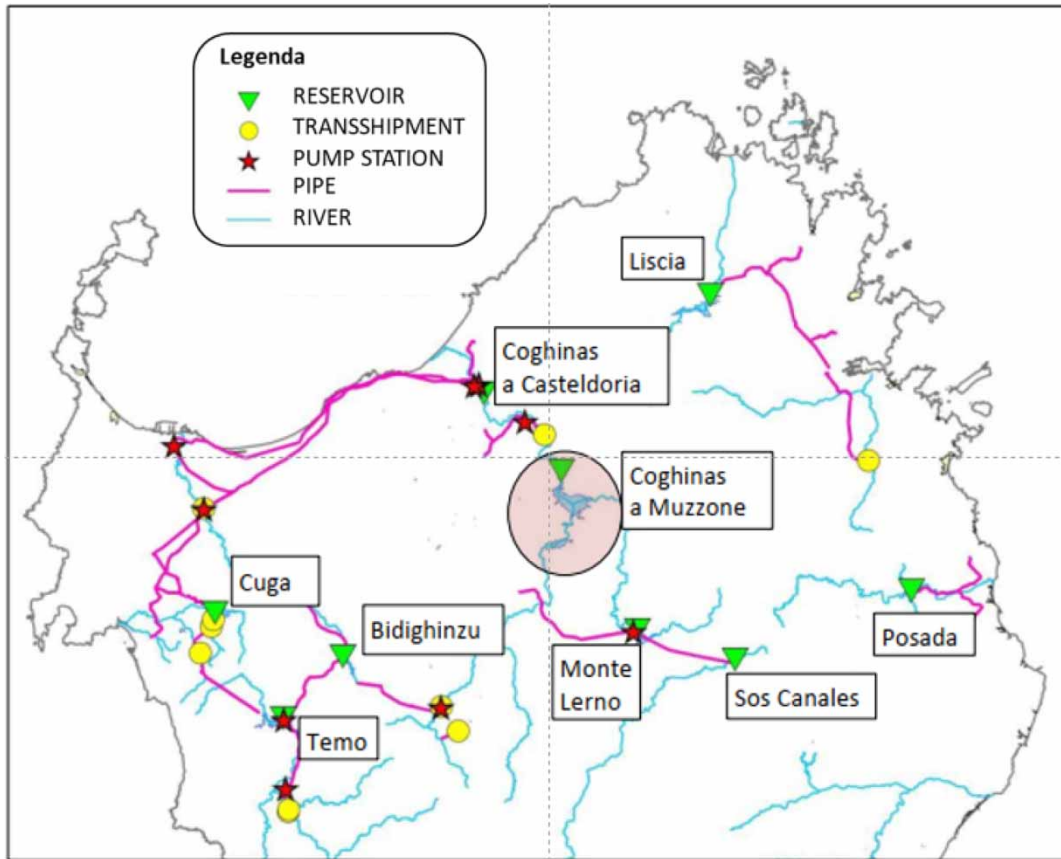 Legenda
RESERVOIR
TRANSSHIPMENT
PUMP STATION
PIPE
RIVER
Liscia
Coghinas
a Casteldoria
Coghinas
a Muzzone
Cuga
Bidighinzu
Posada
Monte
Lerno
Sos Canales
Temo